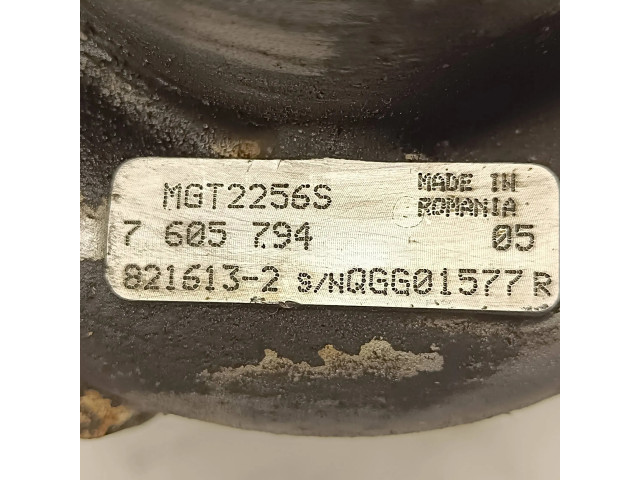 MGT2256S
MADE IN
ROMANIA
7 605 794 05
821613-2 S/NQGG01577 R